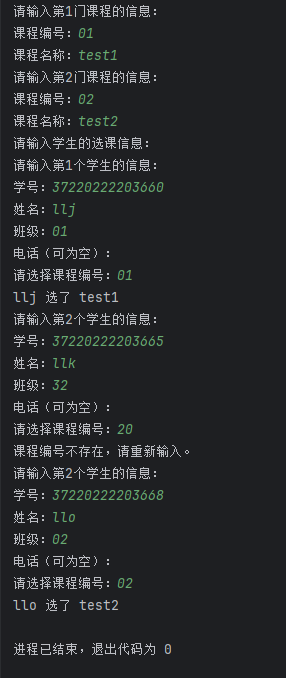 请输入第1门课程的信息:
课程编号: 01
课程名称: test1
请输入第2门课程的信息:
课程编号: 02
课程名称: test2
请输入学生的选课信息:
请输入第1个学生的信息:
学号: 37220222203660
姓名: llj
班级: 01
电话（可为空）:
请选择课程编号: 01
llj 选了 test1
请输入第2个学生的信息:
学号: 37220222203665
姓名: llk
班级: 32
电话（可为空）:
请选择课程编号: 20
课程编号不存在，请重新输入。
请输入第2个学生的信息:
学号: 37220222203668
姓名: llo
班级: 02
电话（可为空）:
请选择课程编号: 02
llo 选了 test2
进程已结束，退出代码为 0